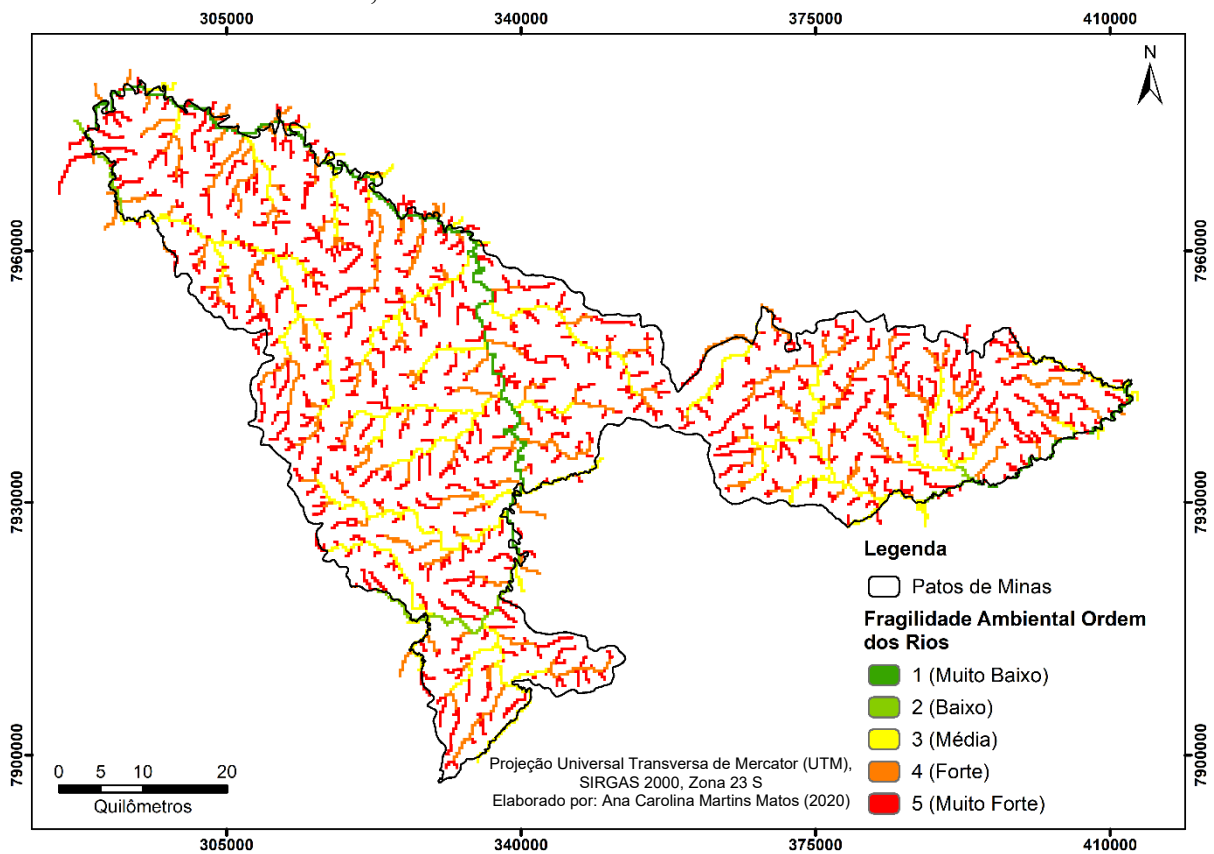 305000 340000 375000 410000
N
7960000 7960000
7930000 7930000
Legenda
Patos de Minas
Fragilidade Ambiental Ordem
dos Rios
1 (Muito Baixo)
2 (Baixo)
3 (Média)
4 (Forte)
5 (Muito Forte)
7900000 7900000
0 5 10 20
Quilômetros
Projeção Universal Transversa de Mercator (UTM),
SIRGAS 2000, Zona 23 S
Elaborado por: Ana Carolina Martins Matos (2020)
305000 340000 375000 410000